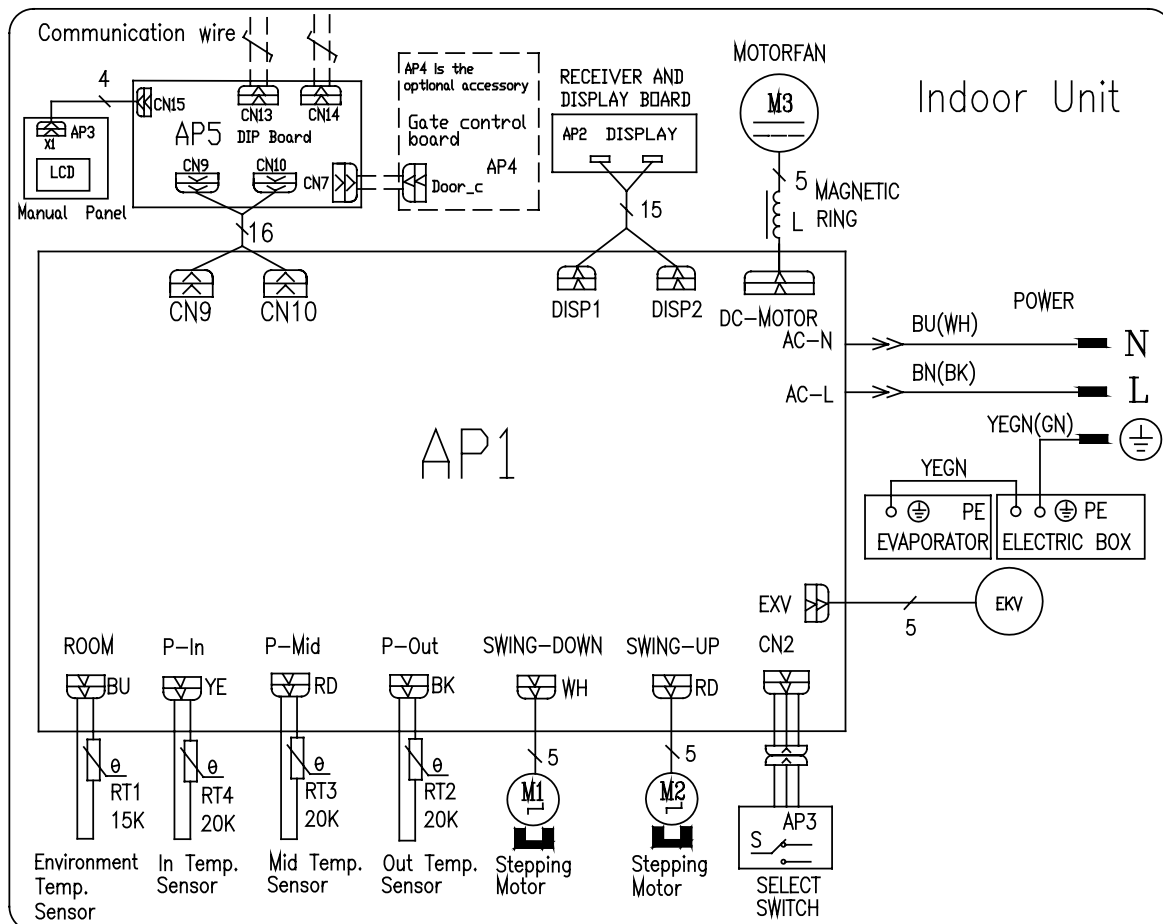 Communication wire
Indoor Unit
4
CN15
X1
AP3
LCD
Manual Panel
CN13
CN14
AP5 DIP Board
CN9
CN10
CN7
16
AP4 Is the
optional accessory
Gate control
board
AP4
Door_c
RECEIVER AND
DISPLAY BOARD
AP2 DISPLAY
15
MOTORFAN
M3
5
MAGNETIC
RING
L
CN9
CN10
DISP1
DISP2
DC-MOTOR
POWER
AC-N
BU(WH)
N
AC-L
BN(BK)
L
YEGN(GN)
YEGN
PE
EVAPORATOR
PE
ELECTRIC BOX
AP1
EXV
5
EKV
ROOM
BU
P-In
YE
P-Mid
RD
P-Out
BK
SWING-DOWN
WH
SWING-UP
RD
CN2
θ
RT1
15K
Environment
Temp.
Sensor
θ
RT4
20K
In Temp.
Sensor
θ
RT3
20K
Mid Temp.
Sensor
θ
RT2
20K
Out Temp.
Sensor
5
M1
Stepping
Motor
5
M2
Stepping
Motor
AP3
S
SELECT
SWITCH